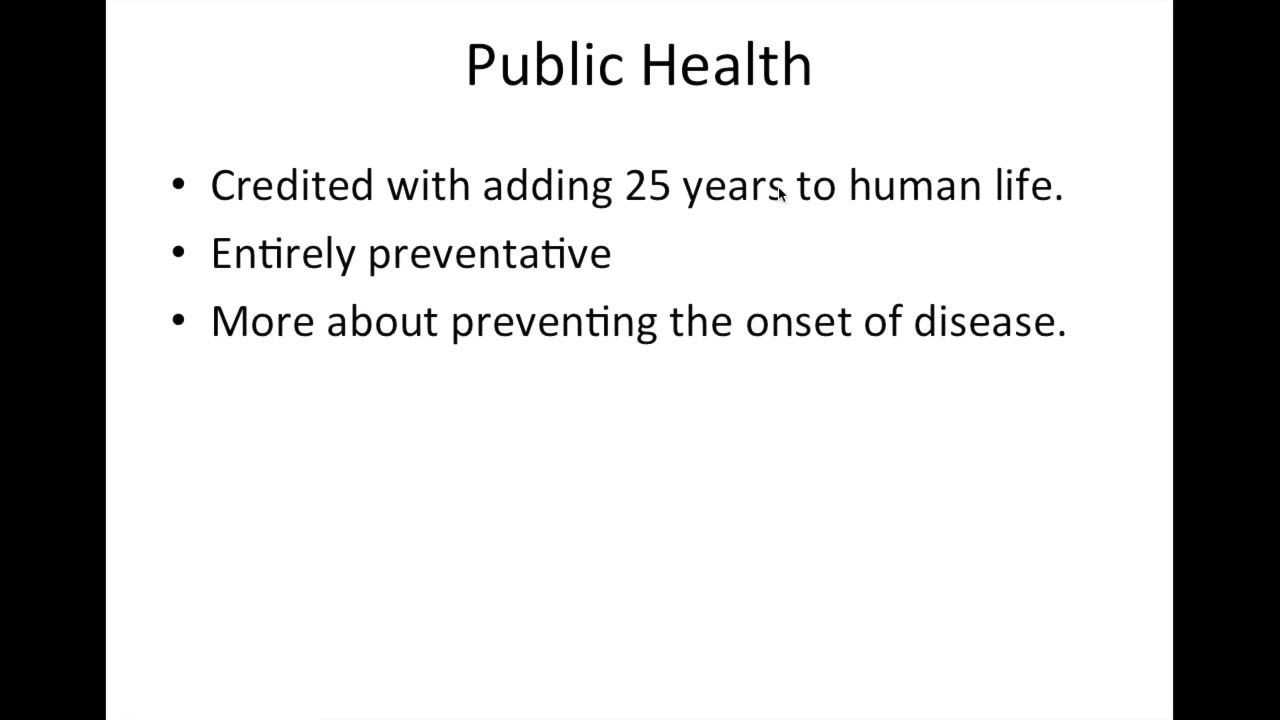 Public Health
• Credited with adding 25 years to human life.
• Entirely preventative
• More about preventing the onset of disease.